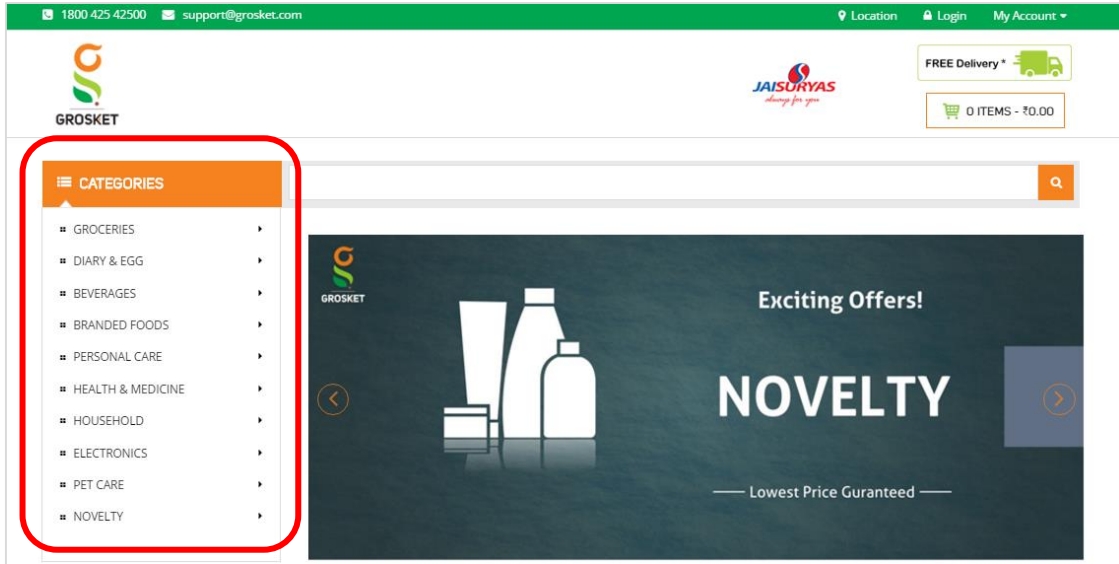 1800 425 42500 support@grosket.com Location Login My Account
GROSKET
JAISURYAS
always for you
FREE Delivery *
0 ITEMS - ₹0.00
CATEGORIES
GROCERIES
DIARY & EGG
BEVERAGES
BRANDED FOODS
PERSONAL CARE
HEALTH & MEDICINE
HOUSEHOLD
ELECTRONICS
PET CARE
NOVELTY
GROSKET
Exciting Offers!
NOVELTY
Lowest Price Guranteed